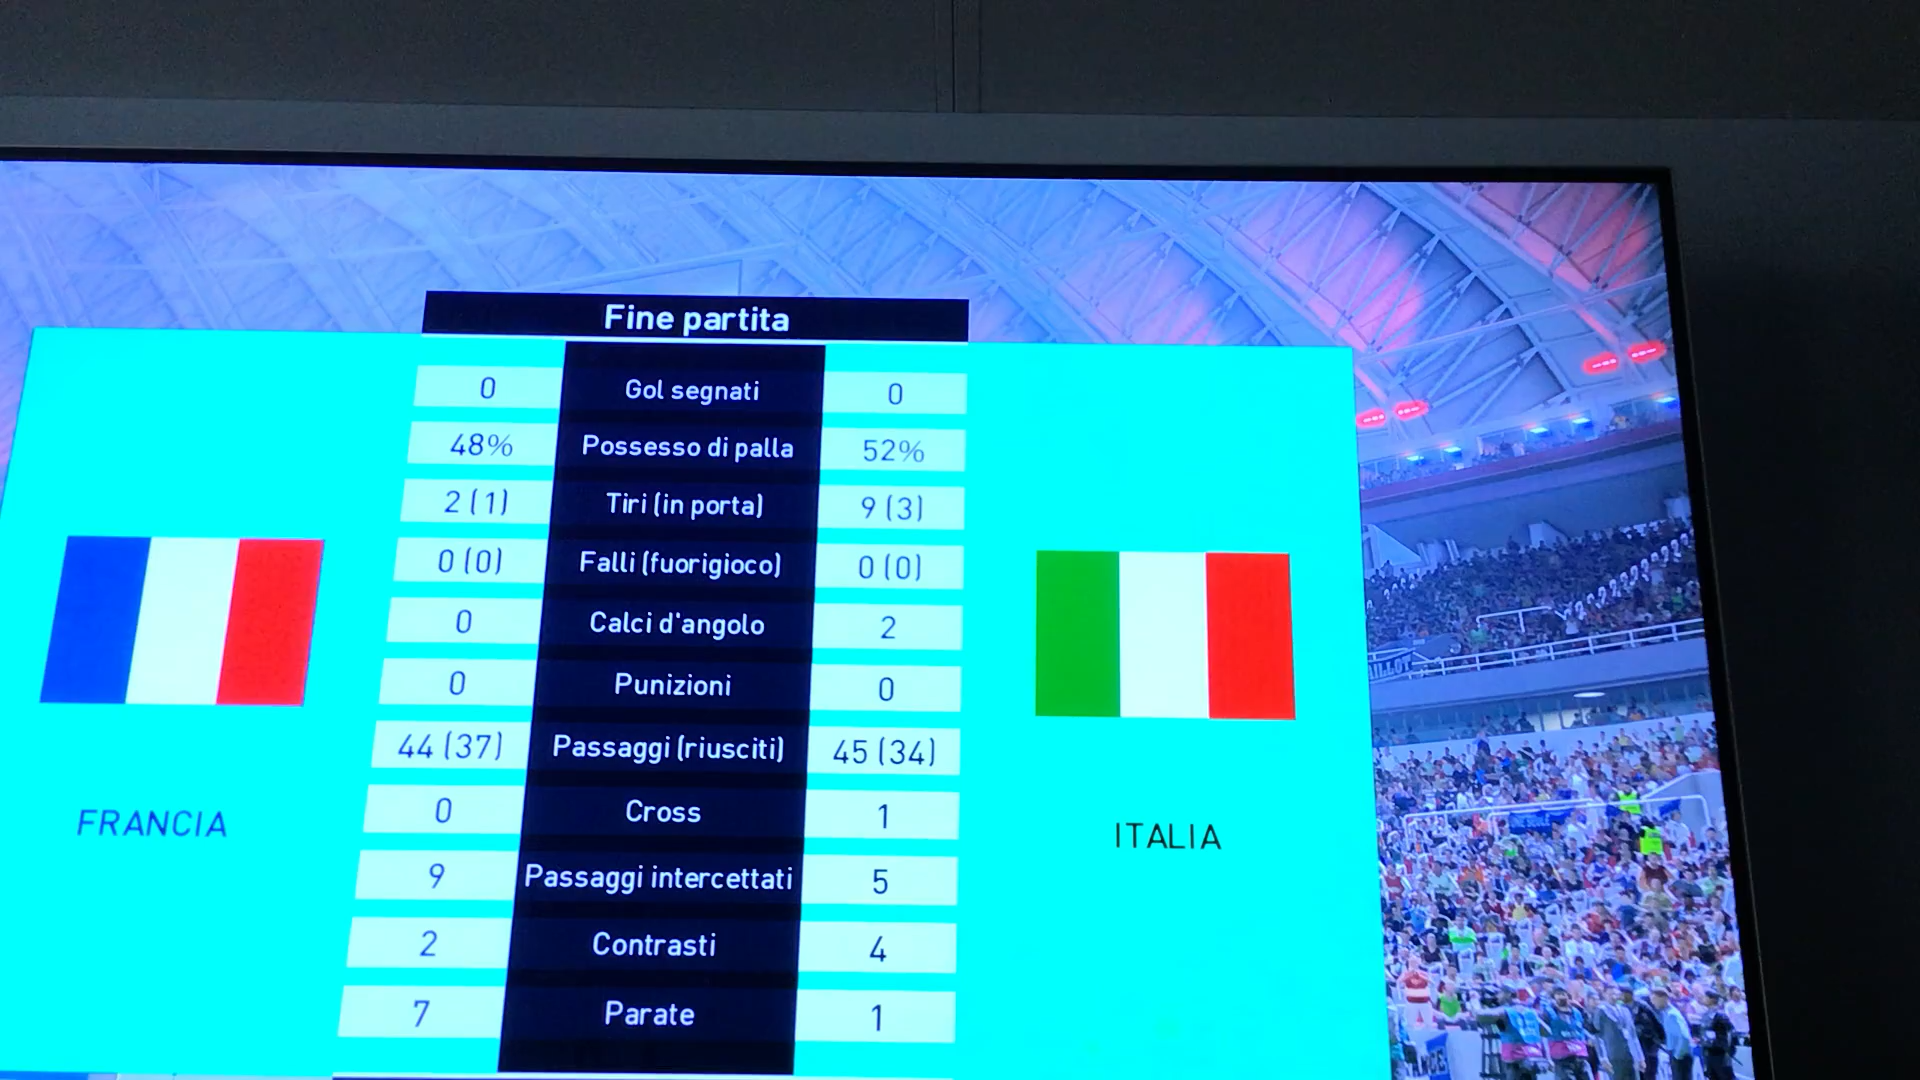 Fine partita
0 Gol segnati 0
48% Possesso di palla 52%
2 (1) Tiri (in porta) 9 (3)
0 (0) Falli (fuorigioco) 0 (0)
0 Calci d'angolo 2
0 Punizioni 0
44 (37) Passaggi (riusciti) 45 (34)
0 Cross 1
9 Passaggi intercettati 5
2 Contrasti 4
7 Parate 1
FRANCIA
ITALIA